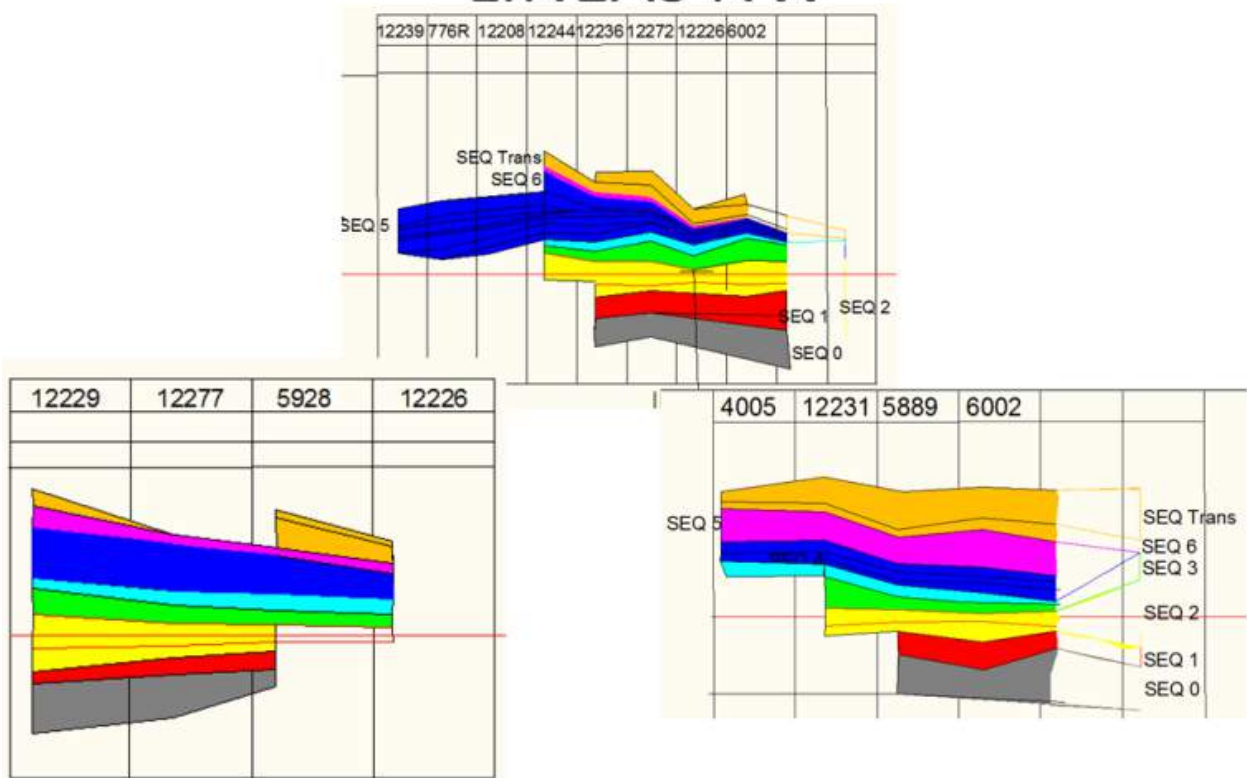 12239 776R 12208 12244 12236 12272 12226 6002
SEQ Trans
SEQ 6
SEQ 5
SEQ 2
SEQ 1
SEQ 0
12229 12277 5928 12226
4005 12231 5889 6002
SEQ 5
SEQ Trans
SEQ 6
SEQ 3
SEQ 2
SEQ 1
SEQ 0